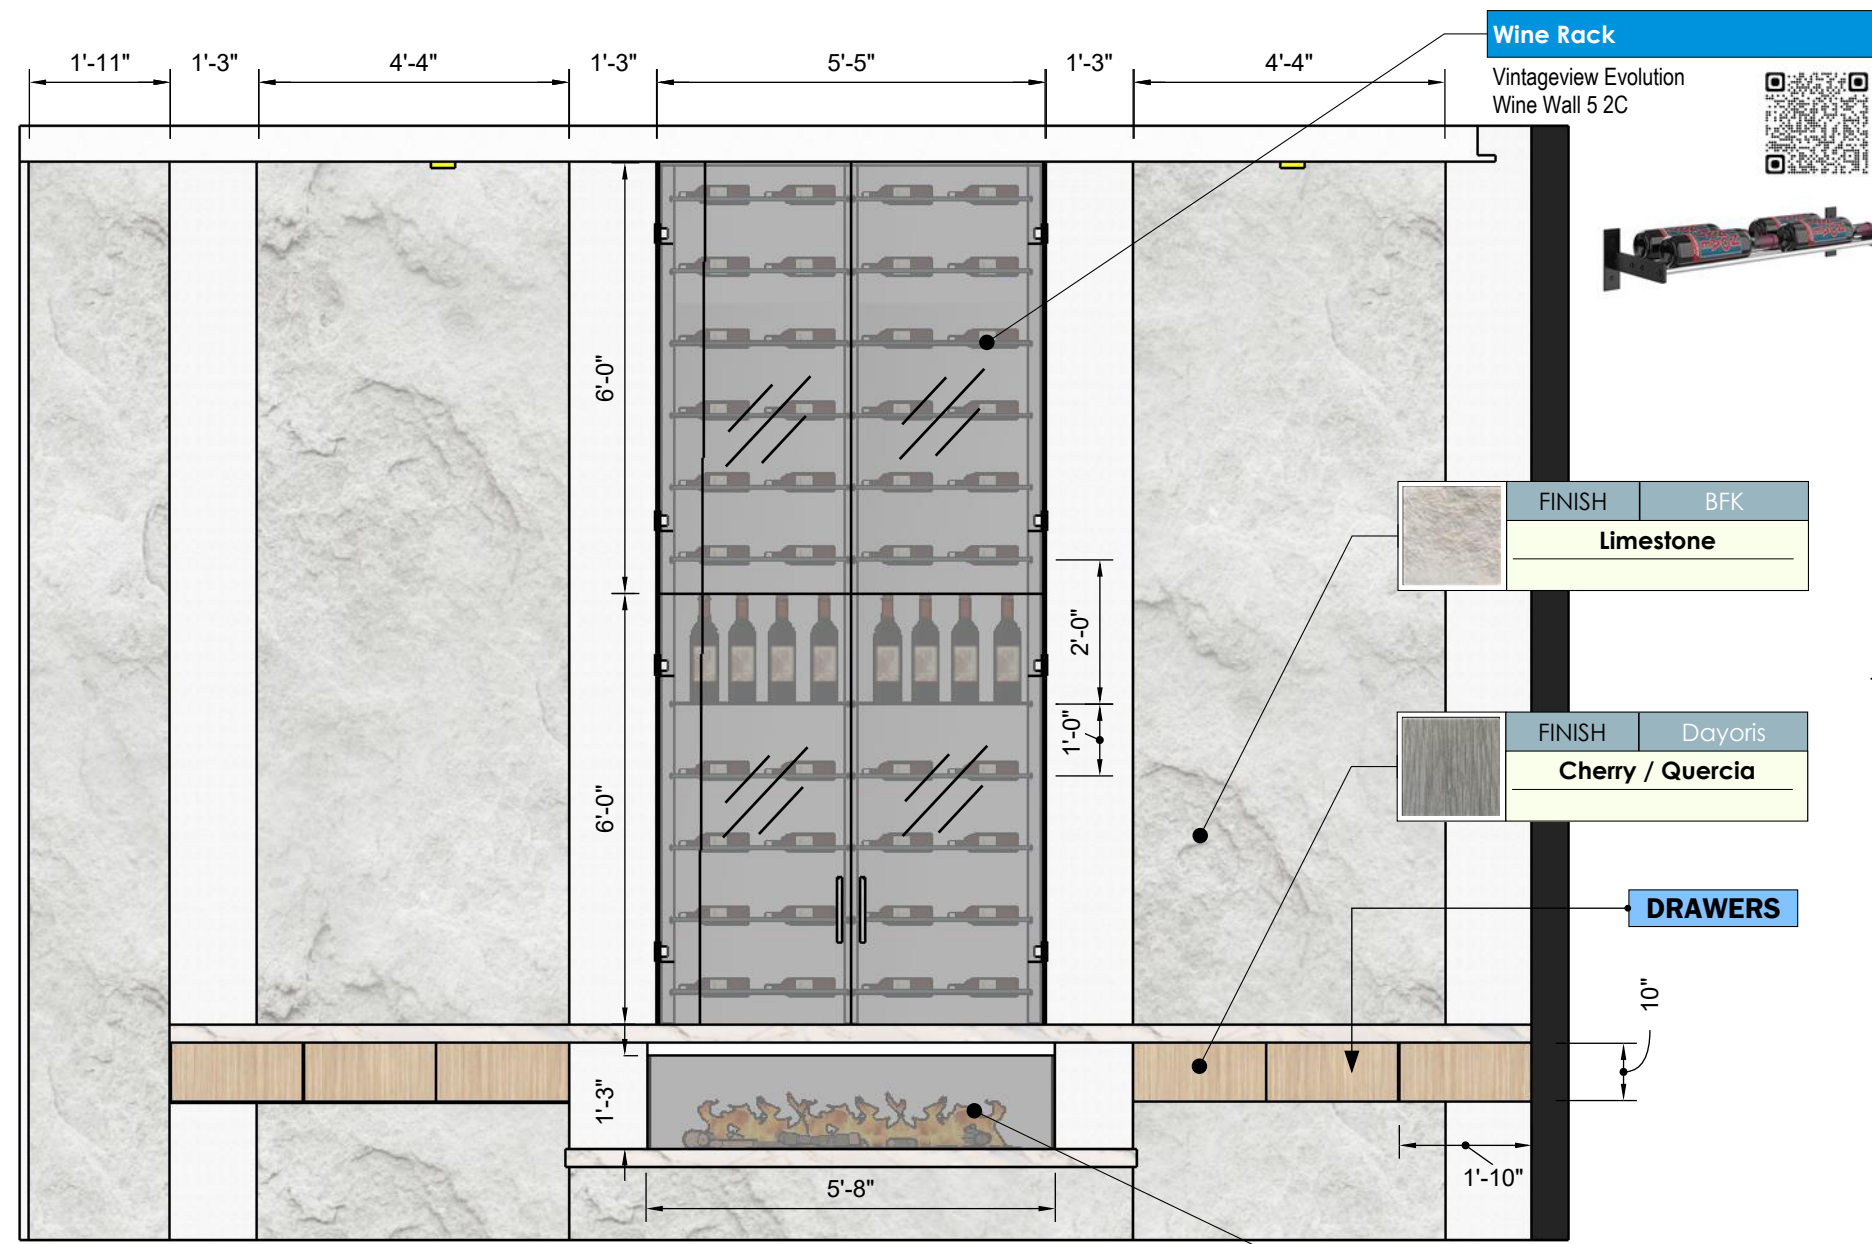 1'-11"
1'-3"
4'-4"
1'-3"
5'-5"
1'-3"
4'-4"
Wine Rack
Vintageview Evolution
Wine Wall 5 2C
6'-0"
FINISH BFK
Limestone
2'-0"
1'-0"
FINISH Dayoris
Cherry / Quercia
6'-0"
DRAWERS
10"
1'-3"
5'-8"
1'-10"